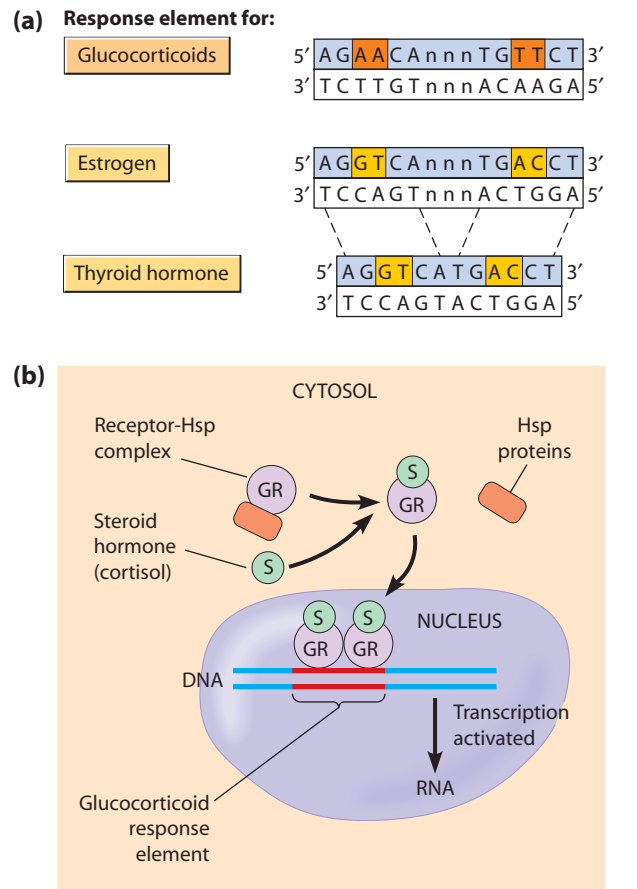 (a) Response element for:
Glucocorticoids
5′ AGAACAnnnTGTTCT 3′
3′ TCTTGTnnnACAAGA 5′
Estrogen
5′ AGGTCAnnnTGACCT 3′
3′ TCCAGTnnnACTGGA 5′
Thyroid hormone
5′ AGGTCATGACCT 3′
3′ TCCAGTACTGGA 5′
(b)
CYTOSOL
Receptor-Hsp
complex
Hsp
proteins
GR
S
GR
Steroid
hormone
(cortisol)
S
NUCLEUS
S
S
GR
GR
DNA
Transcription
activated
RNA
Glucocorticoid
response
element